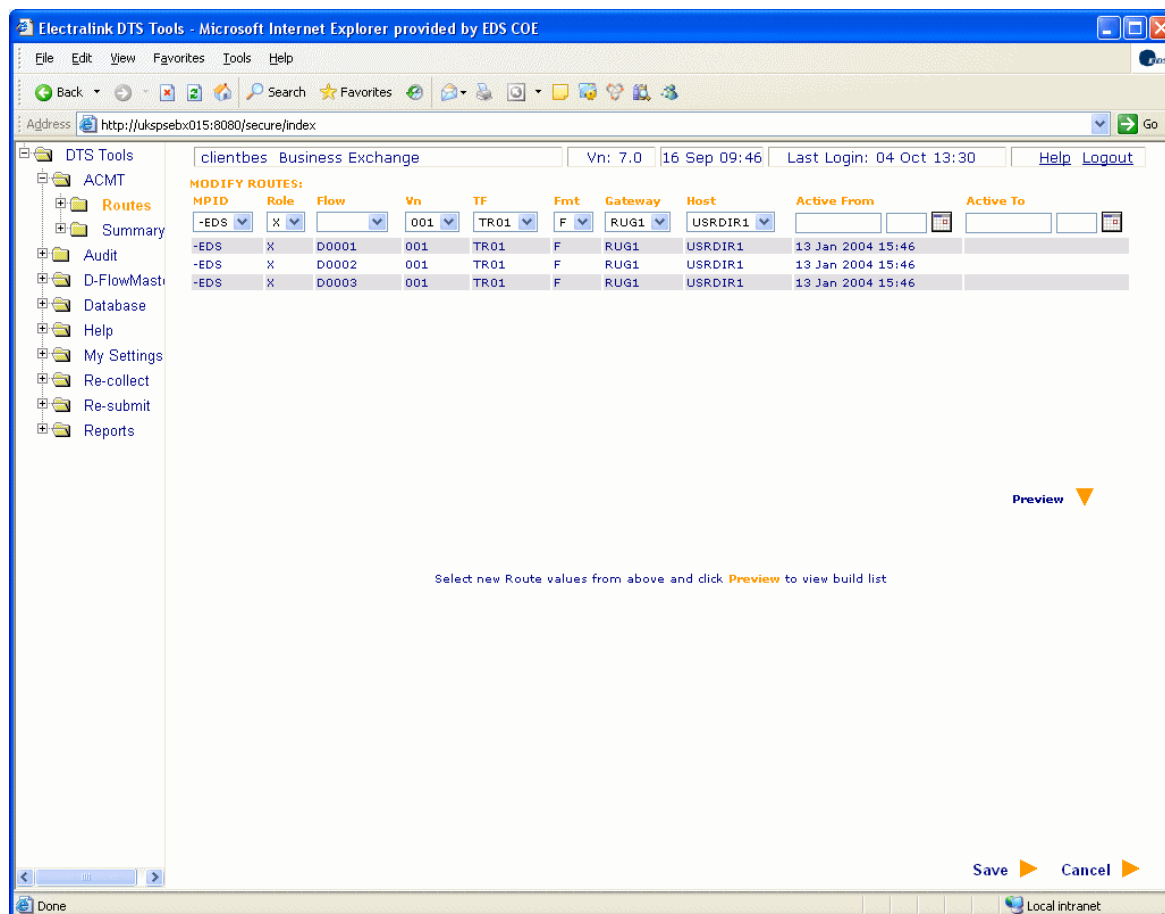 Electralink DTS Tools - Microsoft Internet Explorer provided by EDS COE
File Edit View Favorites Tools Help
Back Search Favorites
Address http://ukspsebx015:8080/secure/index Go
DTS Tools
ACMT
Routes
Summary
Audit
D-FlowMast
Database
Help
My Settings
Re-collect
Re-submit
Reports
clientbes Business Exchange Vn: 7.0 16 Sep 09:46 Last Login: 04 Oct 13:30 Help Logout
MODIFY ROUTES:
MPID Role Flow Vn TF Fmt Gateway Host Active From Active To
-EDS X 001 TR01 F RUG1 USRDIR1
-EDS X D0001 001 TR01 F RUG1 USRDIR1 13 Jan 2004 15:46
-EDS X D0002 001 TR01 F RUG1 USRDIR1 13 Jan 2004 15:46
-EDS X D0003 001 TR01 F RUG1 USRDIR1 13 Jan 2004 15:46
Preview
Select new Route values from above and click Preview to view build list
Save Cancel
Done Local intranet